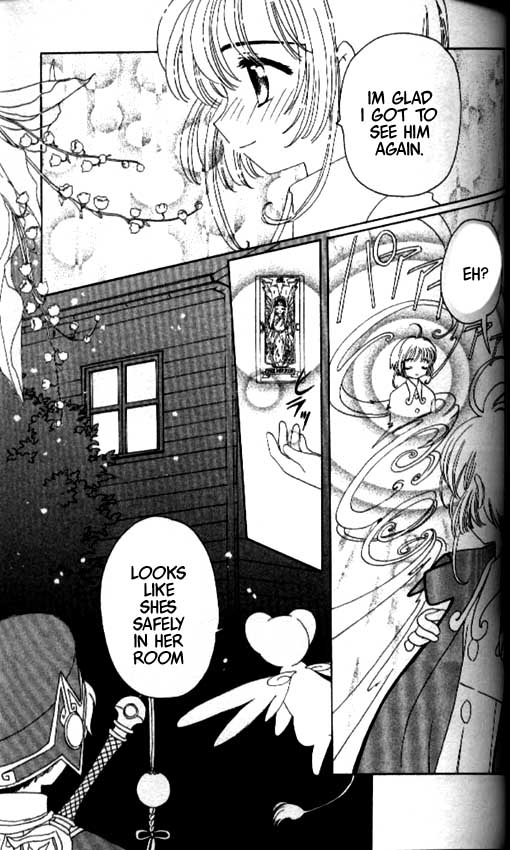 IM GLAD
I GOT TO
SEE HIM
AGAIN.
EH?
LOOKS
LIKE
SHES
SAFELY
IN HER
ROOM